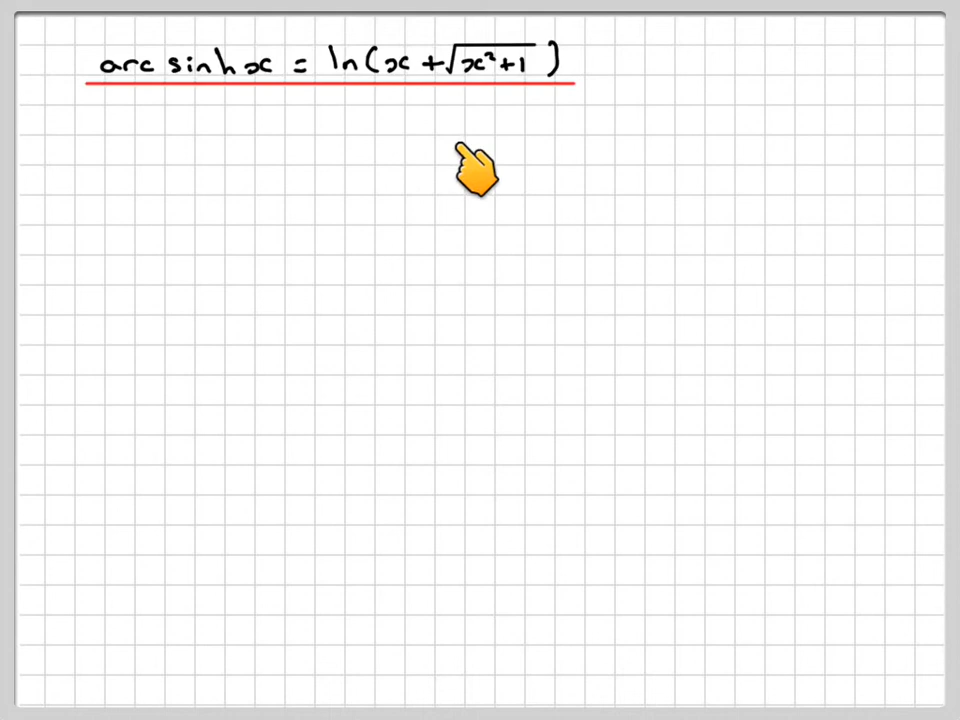 arc sinh x = ln(x + √(x²+1))